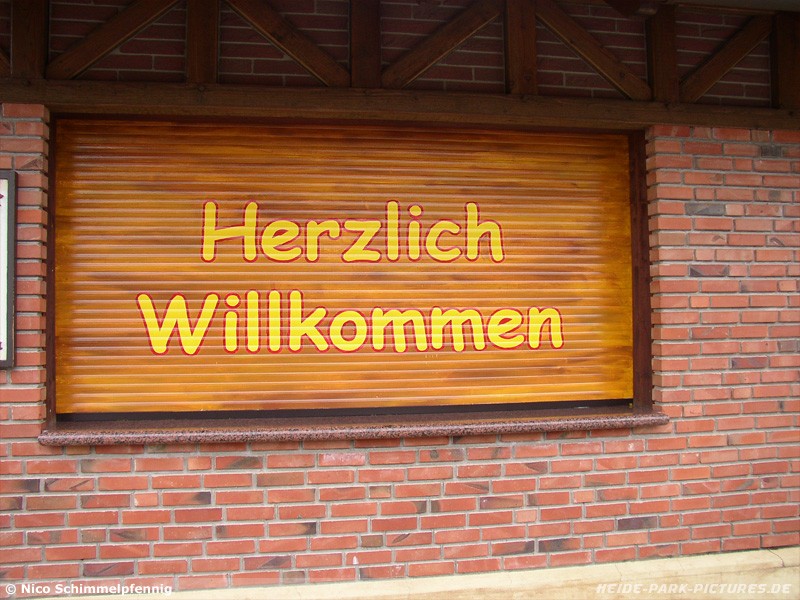 Herzlich
Willkommen
© Nico Schimmelpfennig
HEIDE-PARK-PICTURES.DE